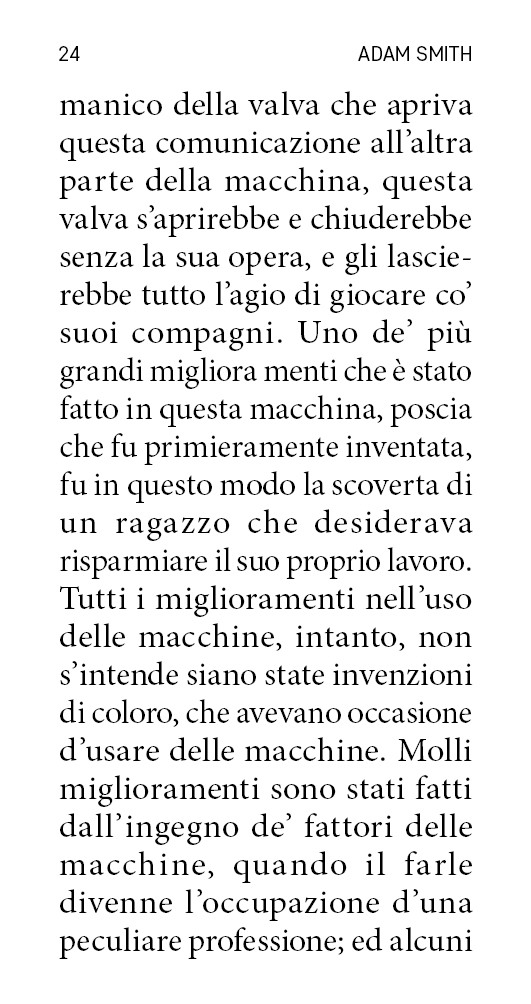 24 ADAM SMITH
manico della valva che apriva
questa comunicazione all’altra
parte della macchina, questa
valva s’aprirebbe e chiuderebbe
senza la sua opera, e gli lascie-
rebbe tutto l’agio di giocare co’
suoi compagni. Uno de’ più
grandi migliora menti che è stato
fatto in questa macchina, poscia
che fu primieramente inventata,
fu in questo modo la scoverta di
un ragazzo che desiderava
risparmiare il suo proprio lavoro.
Tutti i miglioramenti nell’uso
delle macchine, intanto, non
s’intende siano state invenzioni
di coloro, che avevano occasione
d’usare delle macchine. Molli
miglioramenti sono stati fatti
dall’ingegno de’ fattori delle
macchine, quando il farle
divenne l’occupazione d’una
peculiare professione; ed alcuni